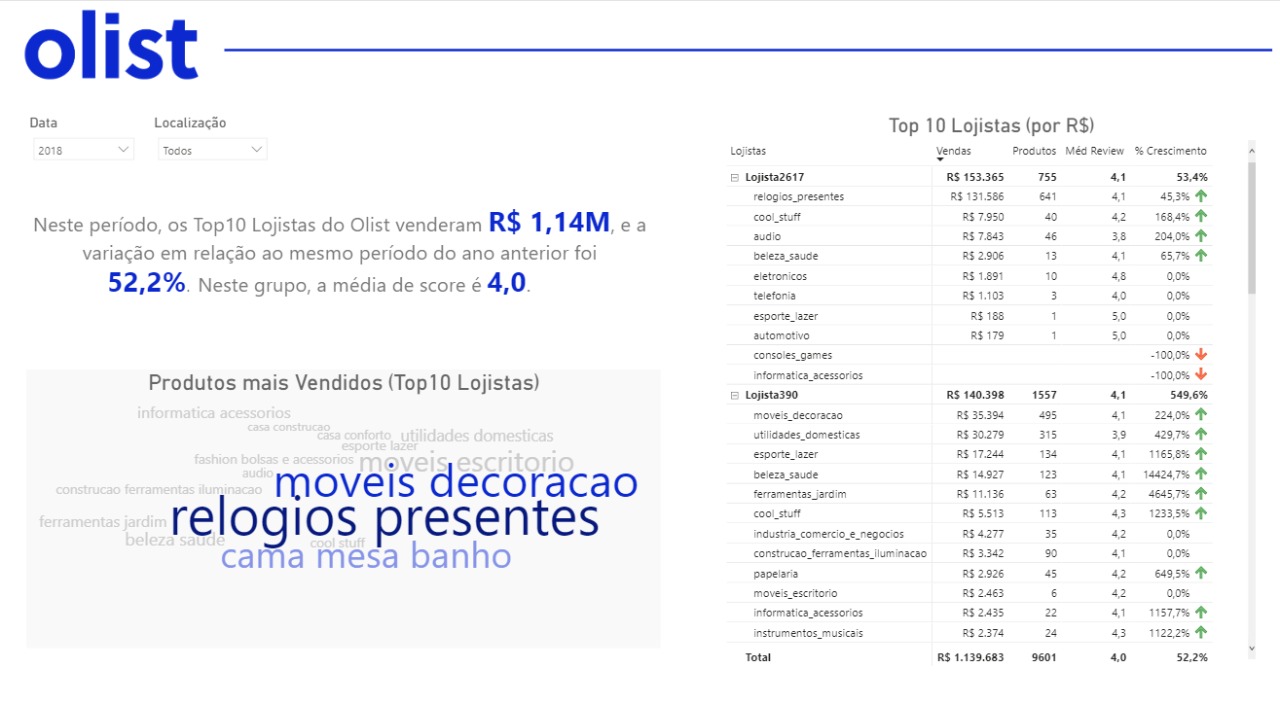 olist
Data
Localização
2018
Todos
Neste período, os Top10 Lojistas do Olist venderam R$ 1,14M, e a
variação em relação ao mesmo período do ano anterior foi
52,2%. Neste grupo, a média de score é 4,0.
Produtos mais Vendidos (Top10 Lojistas)
informatica acessorios
casa construcao
casa conforto
utilidades domesticas
esporte lazer
fashion bolsas e acessorios
moveis escritorio
audio
moveis decoracao
construcao ferramentas iluminacao
relogios presentes
ferramentas jardim
beleza saude
cool stuff
cama mesa banho
Top 10 Lojistas (por R$)
Lojistas Vendas Produtos Méd Review % Crescimento
Lojista2617 R$ 153.365 755 4,1 53,4%
relogios_presentes R$ 131.586 641 4,1 45,3%
cool_stuff R$ 7.950 40 4,2 168,4%
audio R$ 7.843 46 3,8 204,0%
beleza_saude R$ 2.906 13 4,1 65,7%
eletronicos R$ 1.891 10 4,8 0,0%
telefonia R$ 1.103 3 4,0 0,0%
esporte_lazer R$ 188 1 5,0 0,0%
automotivo R$ 179 1 5,0 0,0%
consoles_games -100,0%
informatica_acessorios -100,0%
Lojista390 R$ 140.398 1557 4,1 549,6%
moveis_decoracao R$ 35.394 495 4,1 224,0%
utilidades_domesticas R$ 30.279 315 3,9 429,7%
esporte_lazer R$ 17.244 134 4,1 1165,8%
beleza_saude R$ 14.927 123 4,1 14424,7%
ferramentas_jardim R$ 11.136 63 4,2 4645,7%
cool_stuff R$ 5.513 113 4,3 1233,5%
industria_comercio_e_negocios R$ 4.277 35 4,2 0,0%
construcao_ferramentas_iluminacao R$ 3.342 90 4,1 0,0%
papelaria R$ 2.926 45 4,2 649,5%
moveis_escritorio R$ 2.463 6 4,2 0,0%
informatica_acessorios R$ 2.435 22 4,1 1157,7%
instrumentos_musicais R$ 2.374 24 4,3 1122,2%
Total R$ 1.139.683 9601 4,0 52,2%